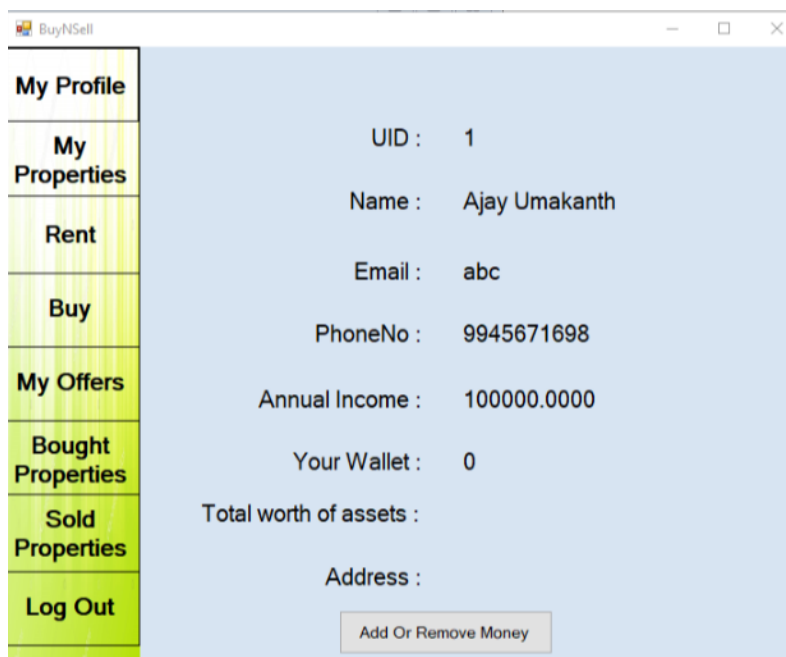 BuyNSell
My Profile
My
Properties
Rent
Buy
My Offers
Bought
Properties
Sold
Properties
Log Out
UID : 1
Name : Ajay Umakanth
Email : abc
PhoneNo : 9945671698
Annual Income : 100000.0000
Your Wallet : 0
Total worth of assets :
Address :
Add Or Remove Money